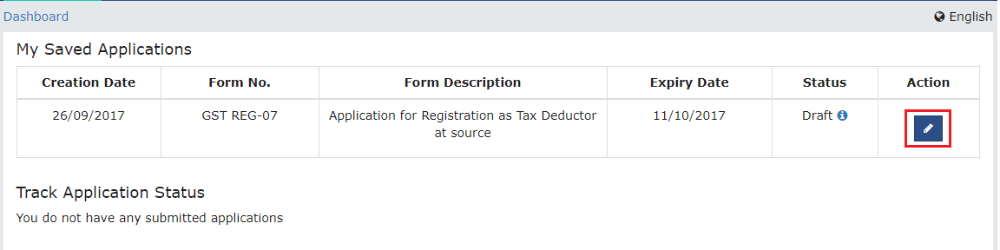 Dashboard
English
My Saved Applications
Creation Date Form No. Form Description Expiry Date Status Action
26/09/2017 GST REG-07 Application for Registration as Tax Deductor 11/10/2017 Draft
at source
Track Application Status
You do not have any submitted applications